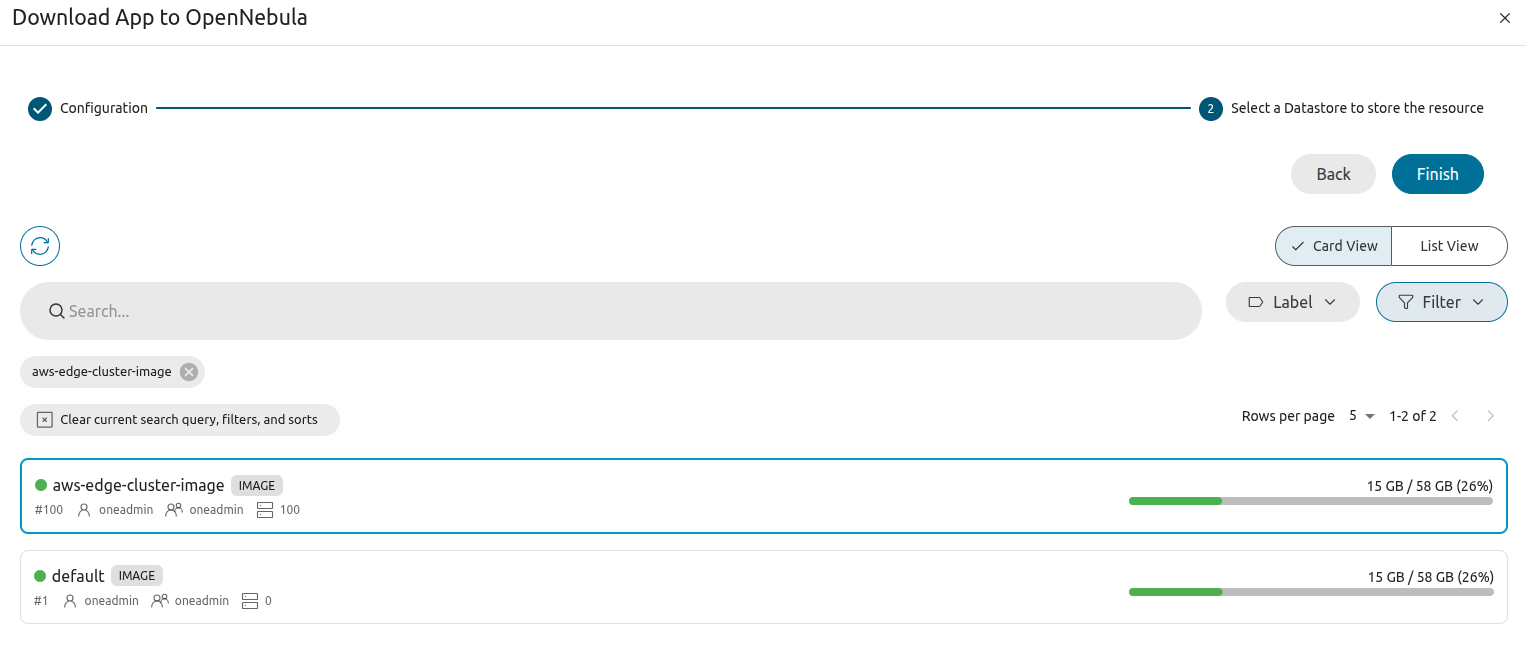 Download App to OpenNebula
Configuration
2 Select a Datastore to store the resource
Back Finish
Card View List View
Search... Label Filter
aws-edge-cluster-image
Clear current search query, filters, and sorts Rows per page 5 1-2 of 2
aws-edge-cluster-image IMAGE 15 GB / 58 GB (26%)
#100 oneadmin oneadmin 100
default IMAGE 15 GB / 58 GB (26%)
#1 oneadmin oneadmin 0